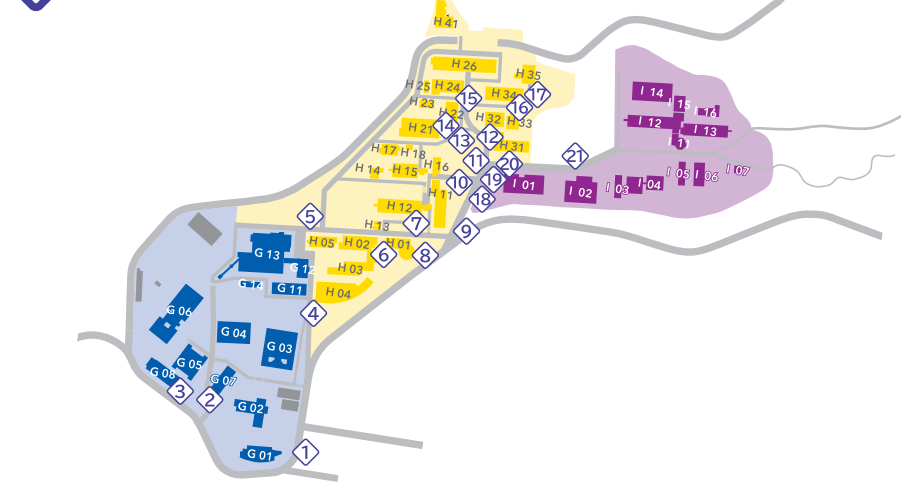 H 41
H 26
H 35
H 25
H 24
15
H 34
17
16
H 23
H 22
H 32
H 33
H 21
14
13
12
H 31
H 17
H 18
11
20
21
H 14
H 15
H 16
10
19
18
H 11
H 12
H 13
7
5
9
H 05
H 02
H 01
6
8
H 03
H 04
4
I 14
I 15
I 16
I 12
I 13
I 11
I 01
I 02
I 03
I 04
I 05
I 06
I 07
G 13
G 12
G 14
G 11
G 06
G 04
G 03
G 05
G 08
G 07
3
2
G 02
G 01
1